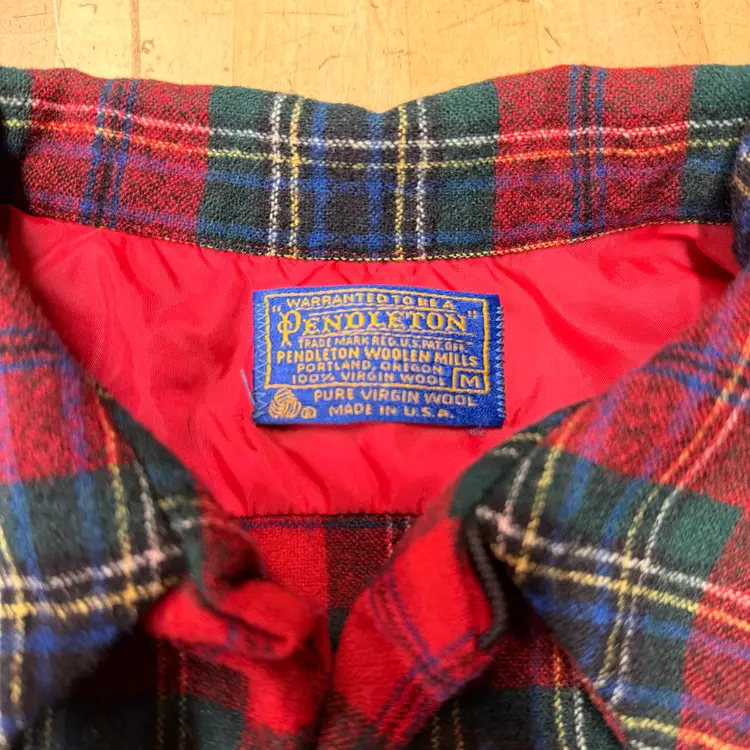 WARRANTED TO BE A
"PENDLETON"
TRADE MARK REG. U.S. PAT. OFF.
PENDLETON WOOLEN MILLS
PORTLAND, OREGON
100% VIRGIN WOOL M
PURE VIRGIN WOOL
MADE IN U.S.A.